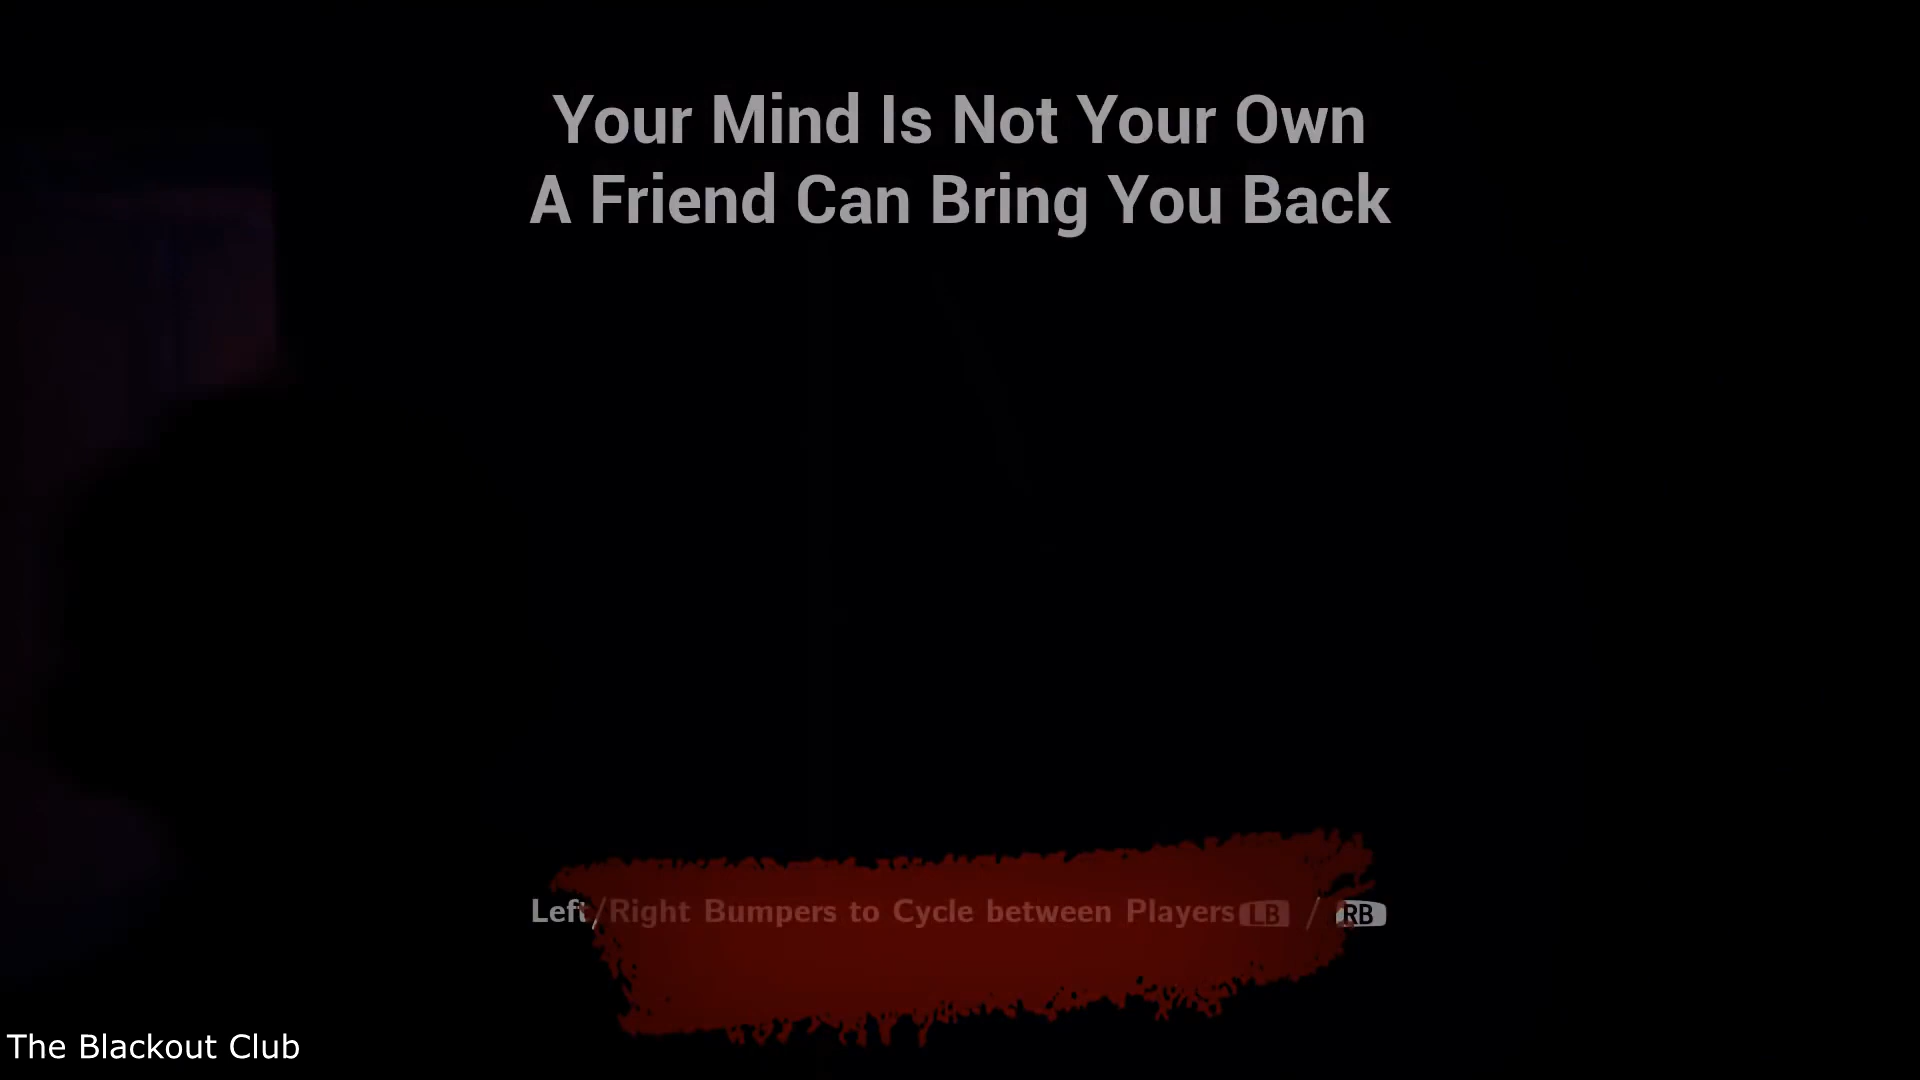 Your Mind Is Not Your Own
A Friend Can Bring You Back
Left/Right Bumpers to Cycle between Players LB / RB
The Blackout Club